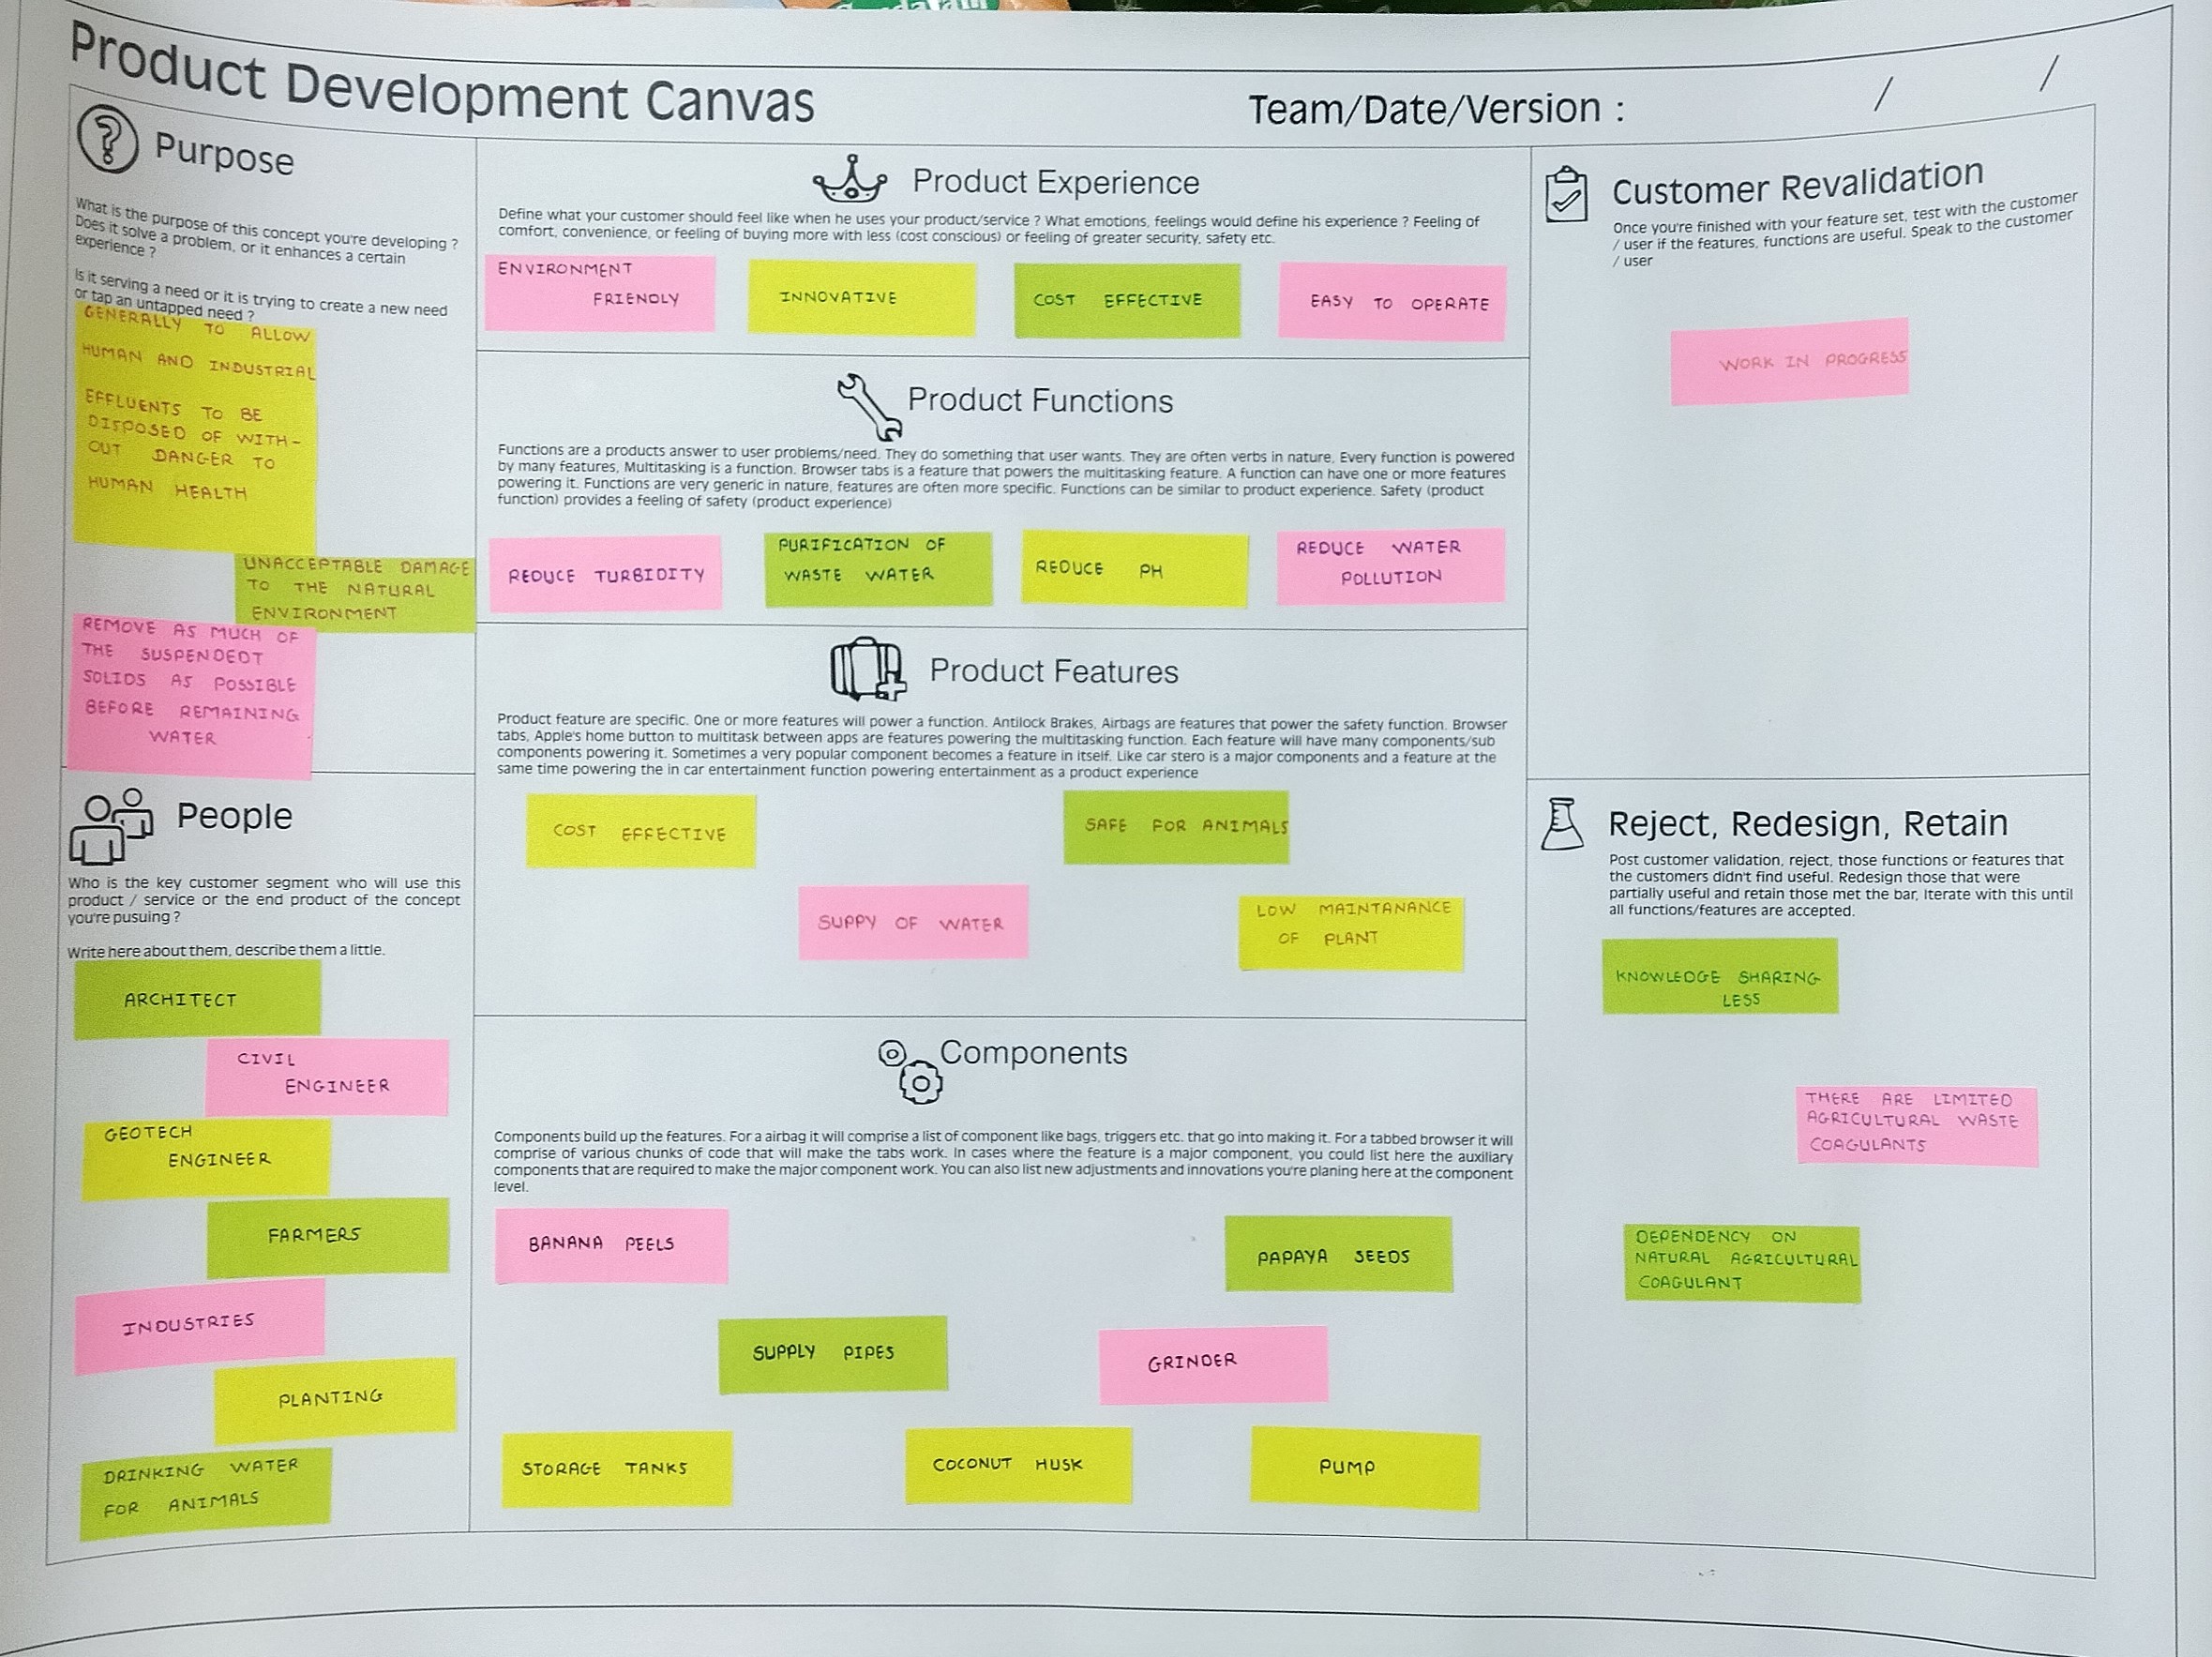 Product Development Canvas
Team/Date/Version : / /
Purpose
What is the purpose of this concept you're developing ?
Does it solve a problem, or it enhances a certain
experience ?
Is it serving a need or it is trying to create a new need
or tap an untapped need ?
GENERALLY TO ALLOW
HUMAN AND INDUSTRIAL
EFFLUENTS TO BE
DISPOSED OF WITH-
OUT DANGER TO
HUMAN HEALTH
UNACCEPTABLE DAMAGE
TO THE NATURAL
ENVIRONMENT
REMOVE AS MUCH OF
THE SUSPENDEDT
SOLIDS AS POSSIBLE
BEFORE REMAINING
WATER
People
Who is the key customer segment who will use this
product / service or the end product of the concept
you're pusuing ?
Write here about them, describe them a little.
ARCHITECT
CIVIL
ENGINEER
GEOTECH
ENGINEER
FARMERS
INDUSTRIES
PLANTING
DRINKING WATER
FOR ANIMALS
Product Experience
Define what your customer should feel like when he uses your product/service ? What emotions, feelings would define his experience ? Feeling of
comfort, convenience, or feeling of buying more with less (cost conscious) or feeling of greater security, safety etc.
ENVIRONMENT
FRIENDLY
INNOVATIVE
COST EFFECTIVE
EASY TO OPERATE
Product Functions
Functions are a products answer to user problems/need. They do something that user wants. They are often verbs in nature, Every function is powered
by many features, Multitasking is a function. Browser tabs is a feature that powers the multitasking feature. A function can have one or more features
powering it. Functions are very generic in nature, features are often more specific. Functions can be similar to product experience. Safety (product
function) provides a feeling of safety (product experience)
REDUCE TURBIDITY
PURIFICATION OF
WASTE WATER
REDUCE PH
REDUCE WATER
POLLUTION
Product Features
Product feature are specific. One or more features will power a function. Antilock Brakes, Airbags are features that power the safety function. Browser
tabs, Apple's home button to multitask between apps are features powering the multitasking function. Each feature will have many components/sub
components powering it. Sometimes a very popular component becomes a feature in itself. Like car stero is a major components and a feature at the
same time powering the in car entertainment function powering entertainment as a product experience
COST EFFECTIVE
SAFE FOR ANIMALS
SUPPY OF WATER
LOW MAINTANANCE
OF PLANT
Components
Components build up the features. For a airbag it will comprise a list of component like bags, triggers etc. that go into making it. For a tabbed browser it will
comprise of various chunks of code that will make the tabs work. In cases where the feature is a major component, you could list here the auxiliary
components that are required to make the major component work. You can also list new adjustments and innovations you're planing here at the component
level.
BANANA PEELS
PAPAYA SEEDS
SUPPLY PIPES
GRINDER
STORAGE TANKS
COCONUT HUSK
PUMP
Customer Revalidation
Once you're finished with your feature set, test with the customer
/ user if the features, functions are useful. Speak to the customer
/ user
WORK IN PROGRESS
Reject, Redesign, Retain
Post customer validation, reject, those functions or features that
the customers didn't find useful. Redesign those that were
partially useful and retain those met the bar, Iterate with this until
all functions/features are accepted.
KNOWLEDGE SHARING
LESS
THERE ARE LIMITED
AGRICULTURAL WASTE
COAGULANTS
DEPENDENCY ON
NATURAL AGRICULTURAL
COAGULANT